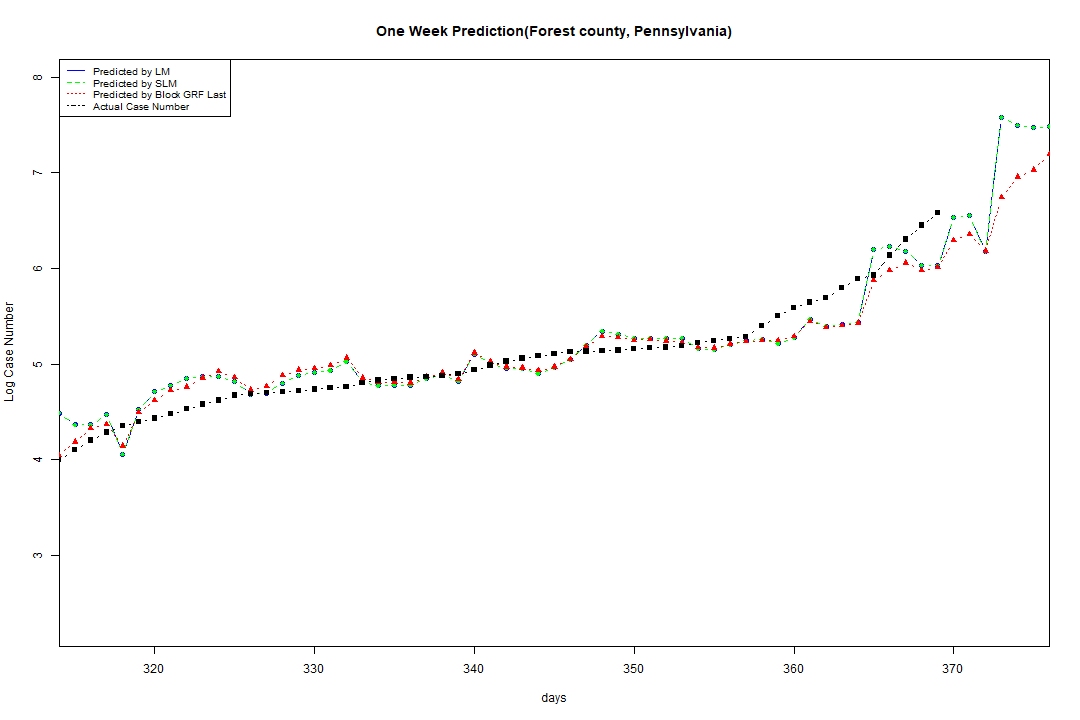 One Week Prediction(Forest county, Pennsylvania)
Predicted by LM
Predicted by SLM
Predicted by Block GRF Last
Actual Case Number
8
7
6
5
4
3
Log Case Number
320 330 340 350 360 370
days